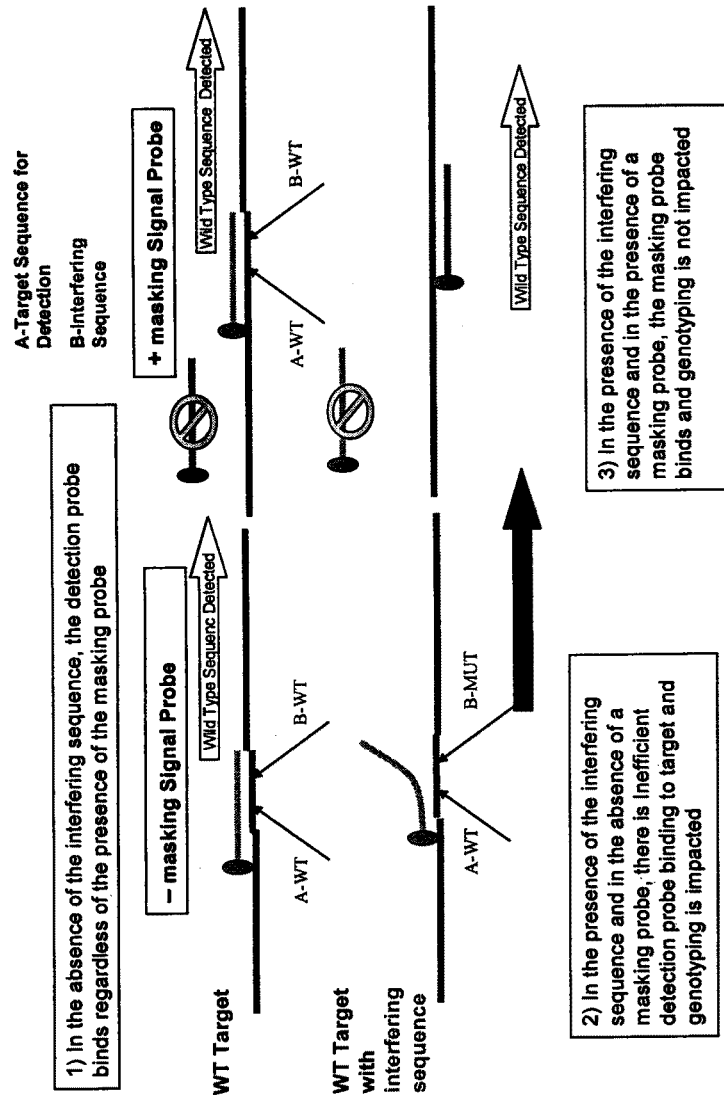 A-Target Sequence for
Detection
B-Interfering
Sequence
1) In the absence of the interfering sequence, the detection probe
binds regardless of the presence of the masking probe
– masking Signal Probe
+ masking Signal Probe
Wild Type Sequenc Detected
Wild Type Sequence Detected
WT Target
A-WT
B-WT
A-WT
B-WT
WT Target
with
interfering
sequence
A-WT
B-MUT
Wild Type Sequence Detected
2) In the presence of the interfering
sequence and in the absence of a
masking probe, there is inefficient
detection probe binding to target and
genotyping is impacted
3) In the presence of the interfering
sequence and in the presence of a
masking probe, the masking probe
binds and genotyping is not impacted